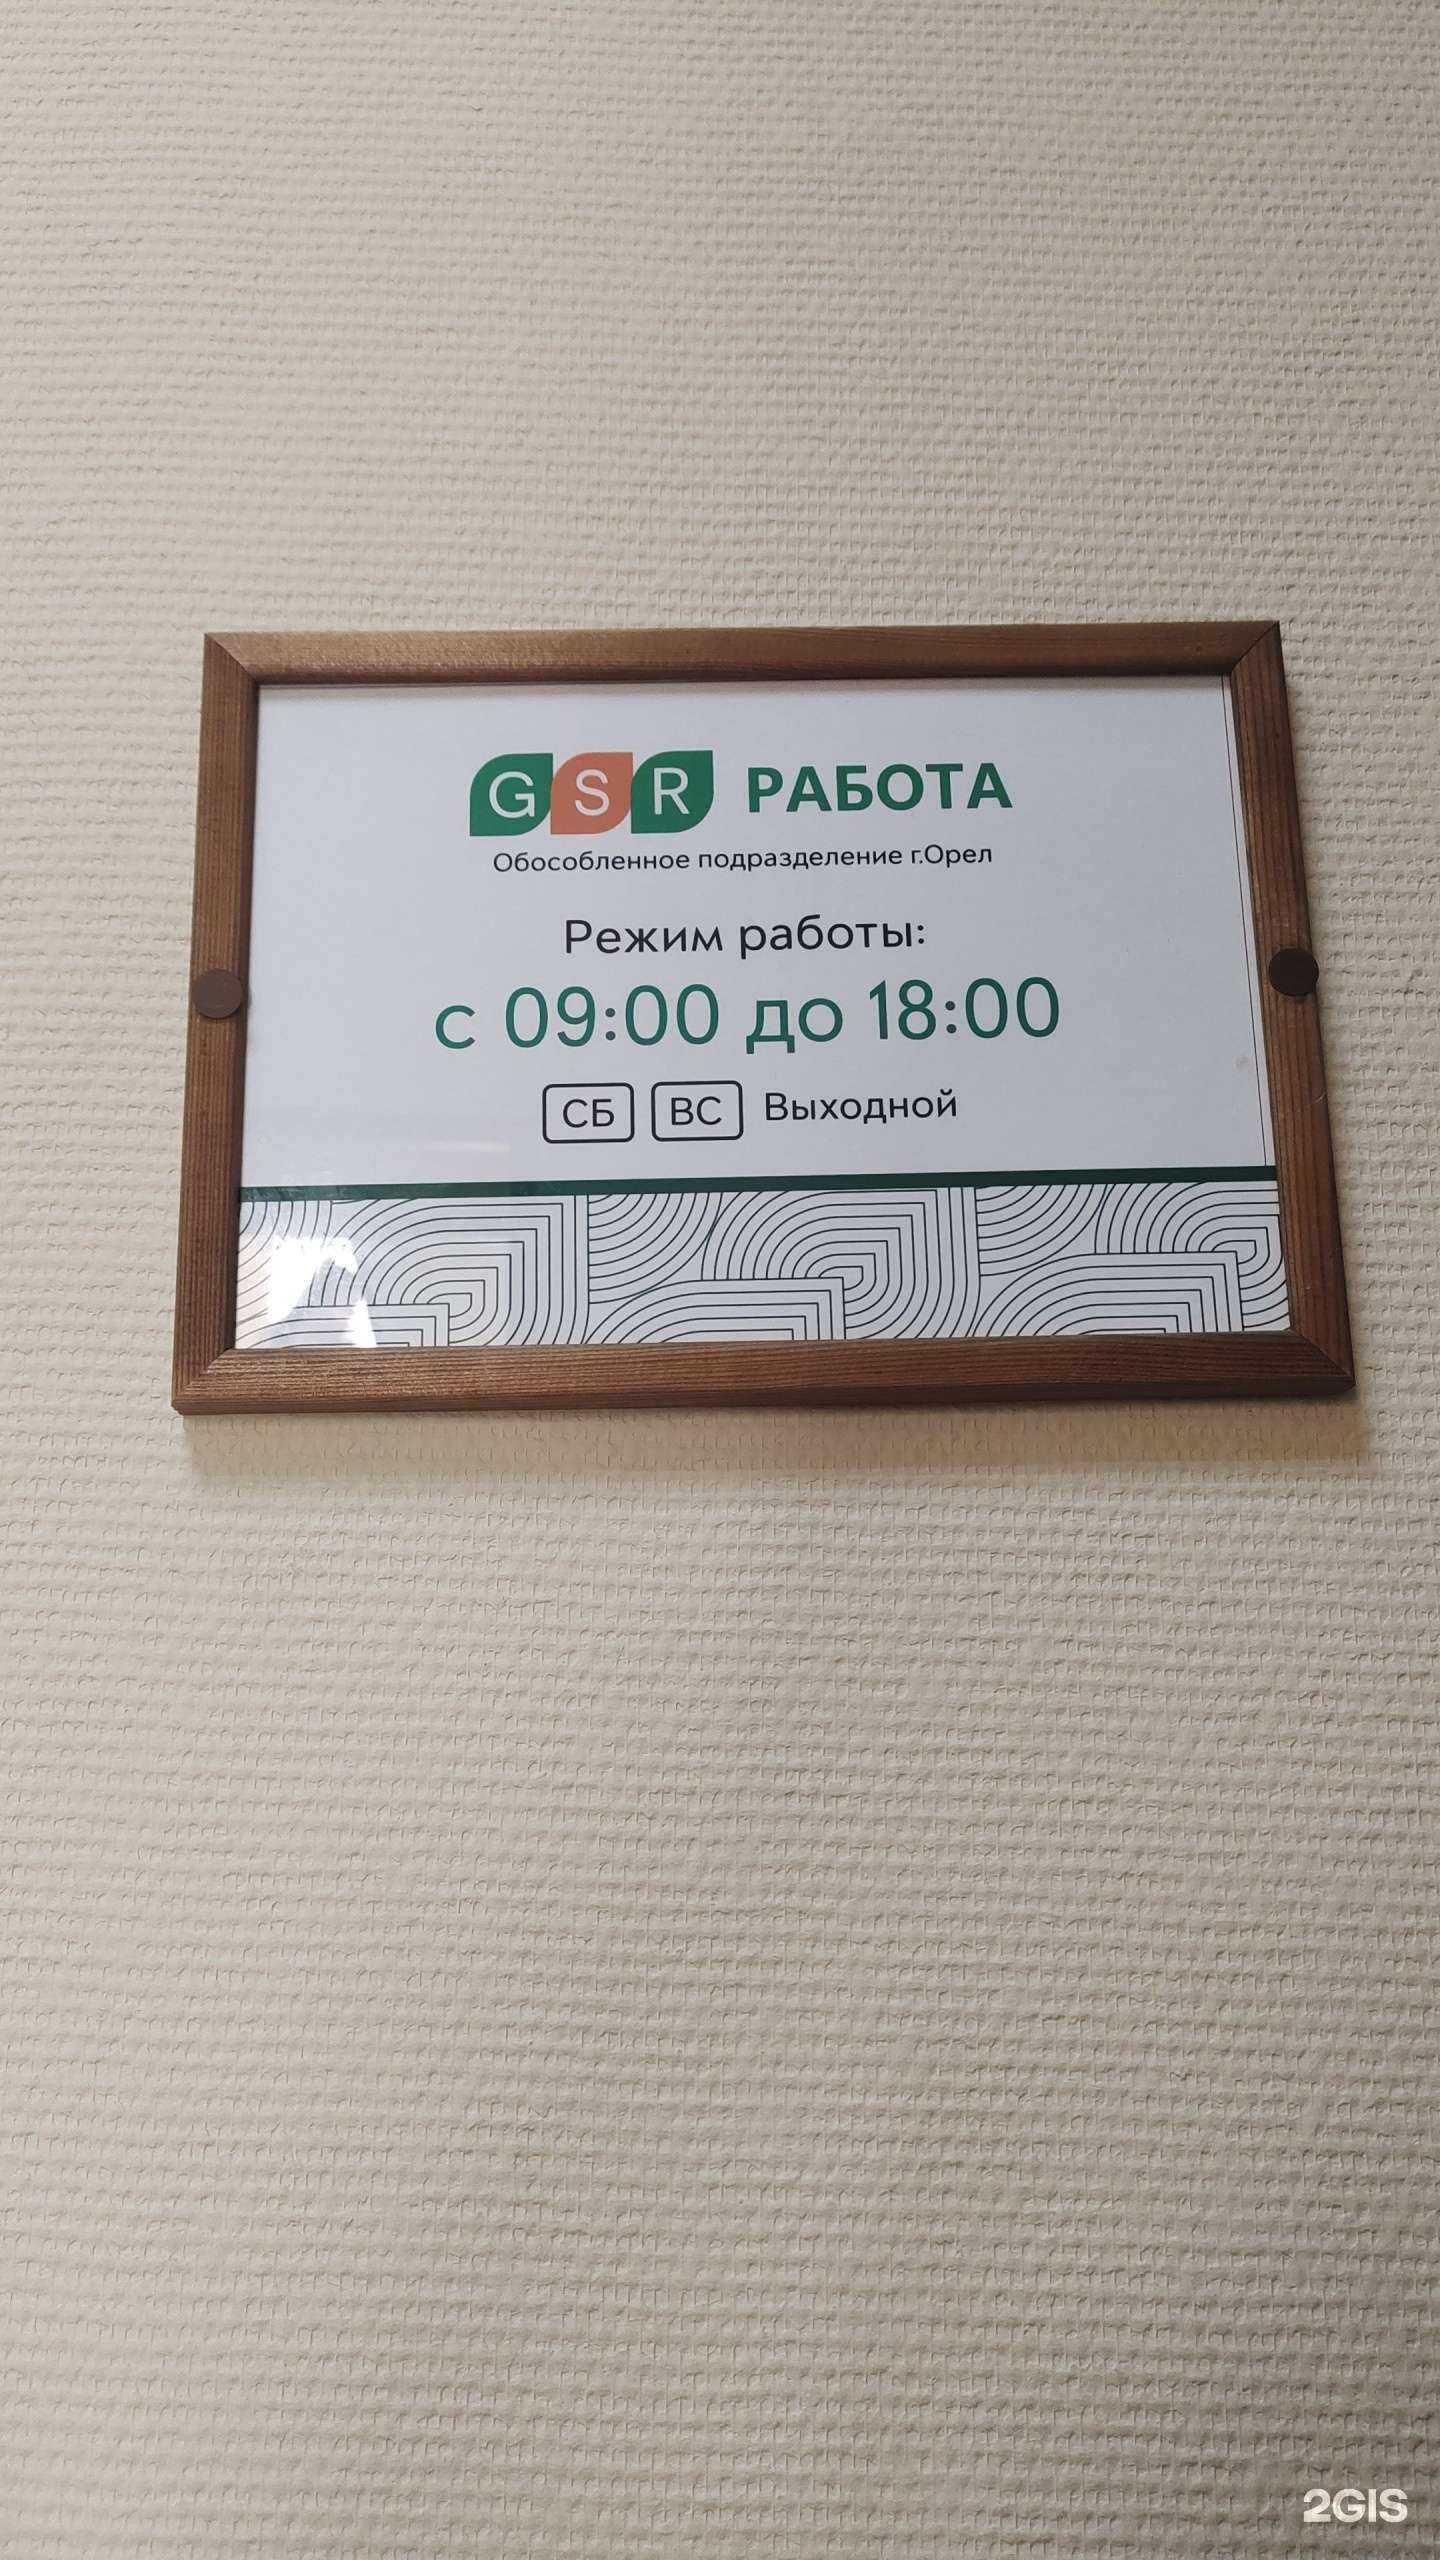 GSR РАБОТА
Обособленное подразделение г.Орел
Режим работы:
с 09:00 до 18:00
СБ ВС Выходной
2GIS